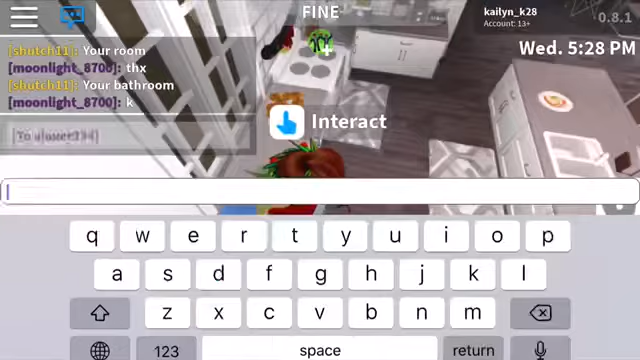 FINE
kailyn_k28
Account: 13+
0.8.1
Wed. 5:28 PM
[shutch11]: Your room
[moonlight_8700]: thx
[shutch11]: Your bathroom
[moonlight_8700]: k
Interact
q w e r t y u i o p
a s d f g h j k l
z x c v b n m
123 space return